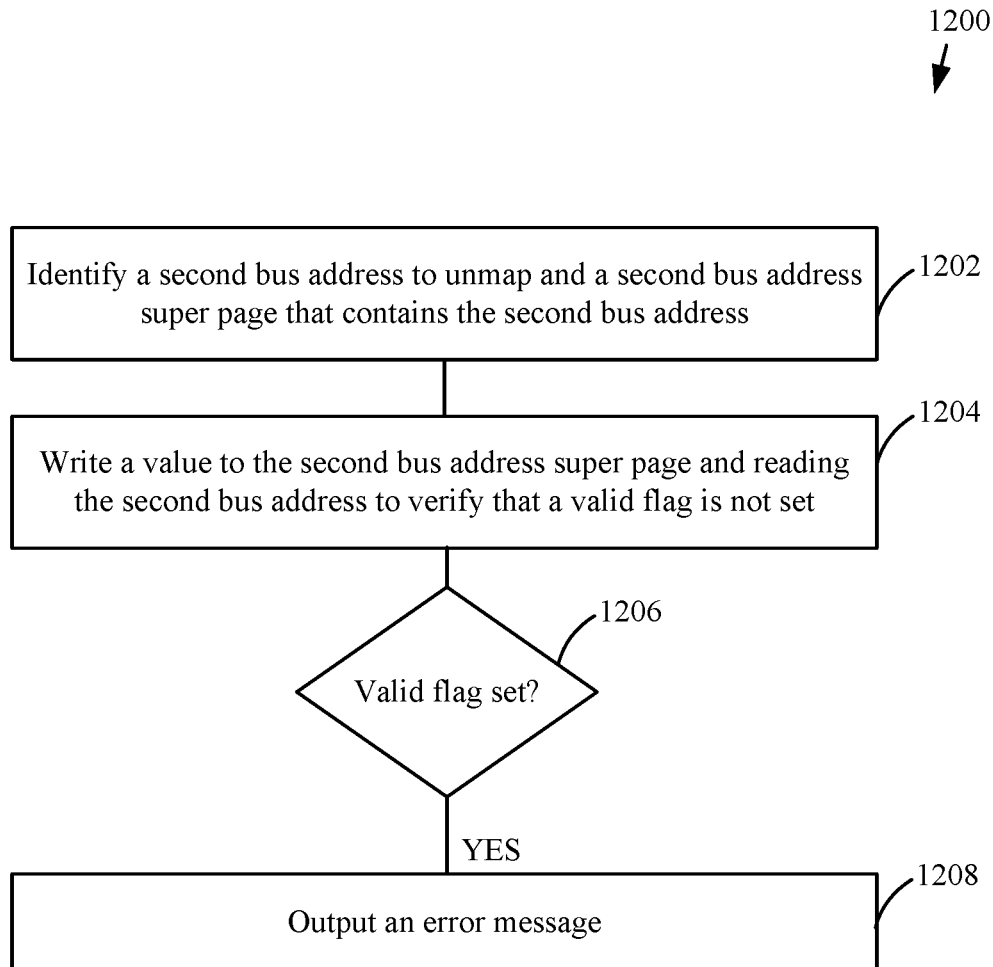 1200
Identify a second bus address to unmap and a second bus address
super page that contains the second bus address
1202
Write a value to the second bus address super page and reading
the second bus address to verify that a valid flag is not set
1204
Valid flag set?
1206
YES
Output an error message
1208